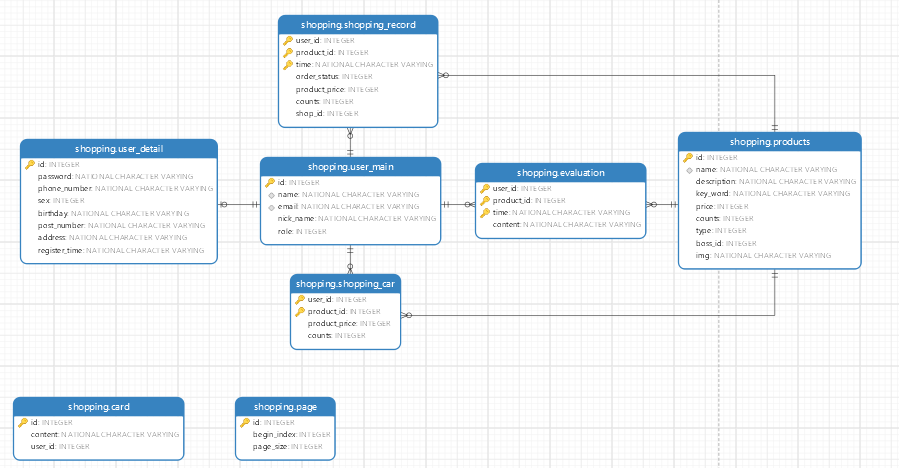 shopping.shopping_record
user_id: INTEGER
product_id: INTEGER
time: NATIONAL CHARACTER VARYING
order_status: INTEGER
product_price: INTEGER
counts: INTEGER
shop_id: INTEGER
shopping.user_detail
id: INTEGER
password: NATIONAL CHARACTER VARYING
phone_number: NATIONAL CHARACTER VARYING
sex: INTEGER
birthday: NATIONAL CHARACTER VARYING
post_number: NATIONAL CHARACTER VARYING
address: NATIONAL CHARACTER VARYING
register_time: NATIONAL CHARACTER VARYING
shopping.user_main
id: INTEGER
name: NATIONAL CHARACTER VARYING
email: NATIONAL CHARACTER VARYING
nick_name: NATIONAL CHARACTER VARYING
role: INTEGER
shopping.evaluation
user_id: INTEGER
product_id: INTEGER
time: NATIONAL CHARACTER VARYING
content: NATIONAL CHARACTER VARYING
shopping.products
id: INTEGER
name: NATIONAL CHARACTER VARYING
description: NATIONAL CHARACTER VARYING
key_word: NATIONAL CHARACTER VARYING
price: INTEGER
counts: INTEGER
type: INTEGER
boss_id: INTEGER
img: NATIONAL CHARACTER VARYING
shopping.shopping_car
user_id: INTEGER
product_id: INTEGER
product_price: INTEGER
counts: INTEGER
shopping.card
id: INTEGER
content: NATIONAL CHARACTER VARYING
user_id: INTEGER
shopping.page
id: INTEGER
begin_index: INTEGER
page_size: INTEGER